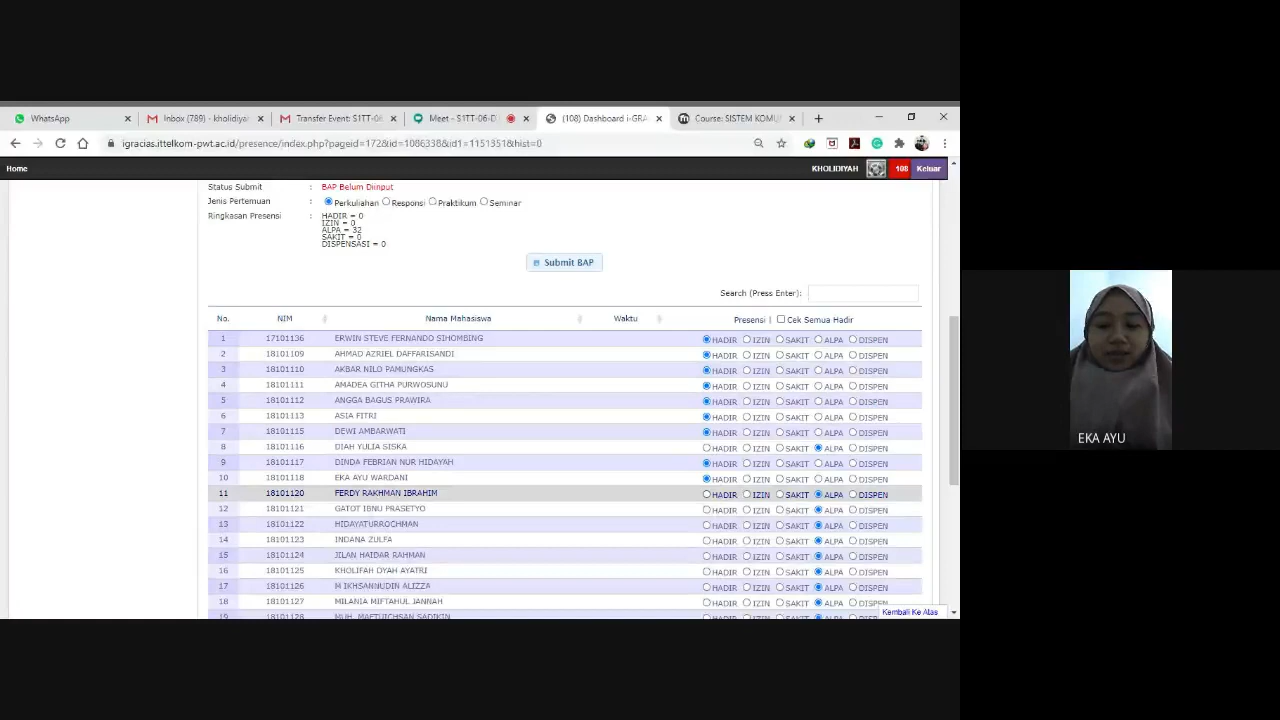 WhatsApp Inbox (789) - kholidiya Transfer Event: S1TT-06 Meet - S1TT-06-D (108) Dashboard i-GRA Course: SISTEM KOMU
igracias.ittelkom-pwt.ac.id/presence/index.php?pageid=172&id=1086338&id1=1151351&hist=0
Home KHOLIDIYAH 108 Keluar
Status Submit : BAP Belum Diinput
Jenis Pertemuan : Perkuliahan Responsi Praktikum Seminar
Ringkasan Presensi : HADIR = 0
IZIN = 0
ALPA = 32
SAKIT = 0
DISPENSASI = 0
Submit BAP
Search (Press Enter):
No. NIM Nama Mahasiswa Waktu Presensi | Cek Semua Hadir
1 17101136 ERWIN STEVE FERNANDO SIHOMBING HADIR IZIN SAKIT ALPA DISPEN
2 18101109 AHMAD AZRIEL DAFFARISANDI HADIR IZIN SAKIT ALPA DISPEN
3 18101110 AKBAR NILO PAMUNGKAS HADIR IZIN SAKIT ALPA DISPEN
4 18101111 AMADEA GITHA PURWOSUNU HADIR IZIN SAKIT ALPA DISPEN
5 18101112 ANGGA BAGUS PRAWIRA HADIR IZIN SAKIT ALPA DISPEN
6 18101113 ASIA FITRI HADIR IZIN SAKIT ALPA DISPEN
7 18101115 DEWI AMBARWATI HADIR IZIN SAKIT ALPA DISPEN
8 18101116 DIAH YULIA SISKA HADIR IZIN SAKIT ALPA DISPEN
9 18101117 DINDA FEBRIAN NUR HIDAYAH HADIR IZIN SAKIT ALPA DISPEN
10 18101118 EKA AYU WARDANI HADIR IZIN SAKIT ALPA DISPEN
11 18101120 FERDY RAKHMAN IBRAHIM HADIR IZIN SAKIT ALPA DISPEN
12 18101121 GATOT IBNU PRASETYO HADIR IZIN SAKIT ALPA DISPEN
13 18101122 HIDAYATURROCHMAN HADIR IZIN SAKIT ALPA DISPEN
14 18101123 INDANA ZULFA HADIR IZIN SAKIT ALPA DISPEN
15 18101124 JILAN HAIDAR RAHMAN HADIR IZIN SAKIT ALPA DISPEN
16 18101125 KHOLIFAH DYAH AYATRI HADIR IZIN SAKIT ALPA DISPEN
17 18101126 M IKHSANNUDIN ALIZZA HADIR IZIN SAKIT ALPA DISPEN
18 18101127 MILANIA MIFTAHUL JANNAH HADIR IZIN SAKIT ALPA DISPEN
19 18101128 MUH. MAFTUICHSAN SADIKIN HADIR IZIN SAKIT ALPA
Kembali Ke Atas
EKA AYU